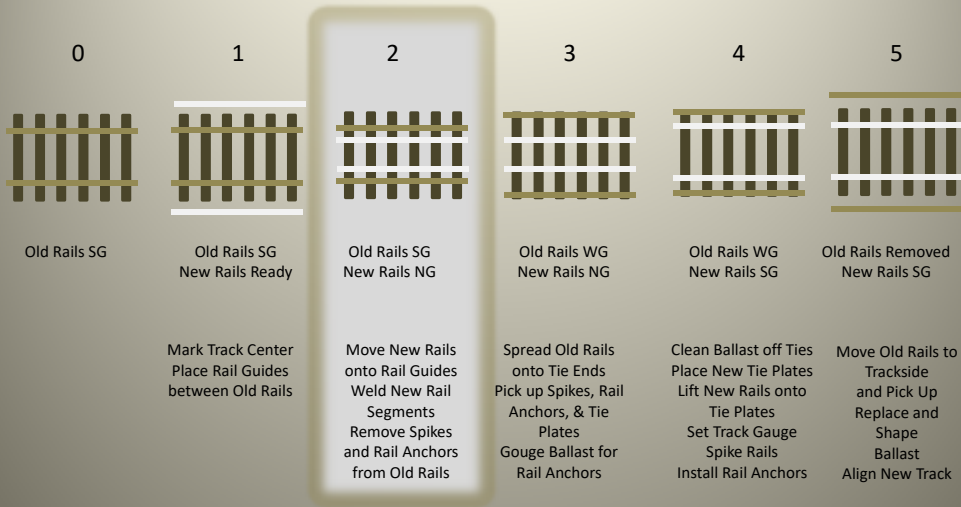 0
1
2
3
4
5
Old Rails SG
Old Rails SG
New Rails Ready
Old Rails SG
New Rails NG
Old Rails WG
New Rails NG
Old Rails WG
New Rails SG
Old Rails Removed
New Rails SG
Mark Track Center
Place Rail Guides
between Old Rails
Move New Rails
onto Rail Guides
Weld New Rail
Segments
Remove Spikes
and Rail Anchors
from Old Rails
Spread Old Rails
onto Tie Ends
Pick up Spikes, Rail
Anchors, & Tie
Plates
Gouge Ballast for
Rail Anchors
Clean Ballast off Ties
Place New Tie Plates
Lift New Rails onto
Tie Plates
Set Track Gauge
Spike Rails
Install Rail Anchors
Move Old Rails to
Trackside
and Pick Up
Replace and
Shape
Ballast
Align New Track